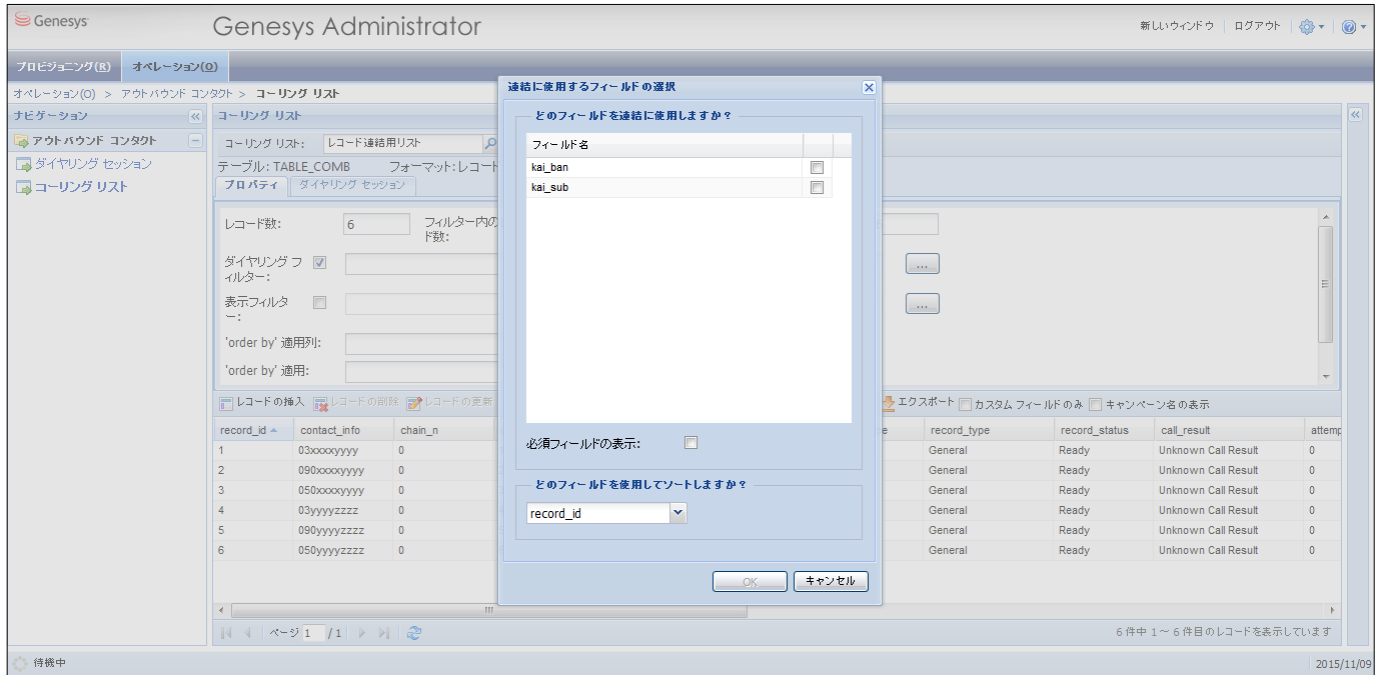 Genesys
Genesys Administrator
新しいウィンドウ ログアウト
プロビジョニング(R) オペレーション(O)
オペレーション(O) > アウトバウンド コンタクト > コーリング リスト
ナビゲーション
アウトバウンド コンタクト
ダイヤリング セッション
コーリング リスト
コーリング リスト
コーリング リスト: レコード連結用リスト
テーブル: TABLE_COMB フォーマット:レコート
プロパティ ダイヤリング セッション
レコード数: 6 フィルター内の
ド数:
ダイヤリング フ
ィルター:
...
表示フィルタ
ー:
...
'order by' 適用列:
'order by' 適用:
レコードの挿入 レコードの削除 レコードの更新 エクスポート カスタム フィールドのみ キャンペーン名の表示
record_id contact_info chain_n e record_type record_status call_result attemp
1 03xxxxyyyy 0 General Ready Unknown Call Result 0
2 090xxxxyyyy 0 General Ready Unknown Call Result 0
3 050xxxxyyyy 0 General Ready Unknown Call Result 0
4 03yyyyzzzz 0 General Ready Unknown Call Result 0
5 090yyyyzzzz 0 General Ready Unknown Call Result 0
6 050yyyyzzzz 0 General Ready Unknown Call Result 0
ページ 1 / 1
6 件中 1 ～ 6 件目のレコードを表示しています
待機中
2015/11/09
連結に使用するフィールドの選択
どのフィールドを連結に使用しますか？
フィールド名
kai_ban
kai_sub
必須フィールドの表示:
どのフィールドを使用してソートしますか？
record_id
OK キャンセル